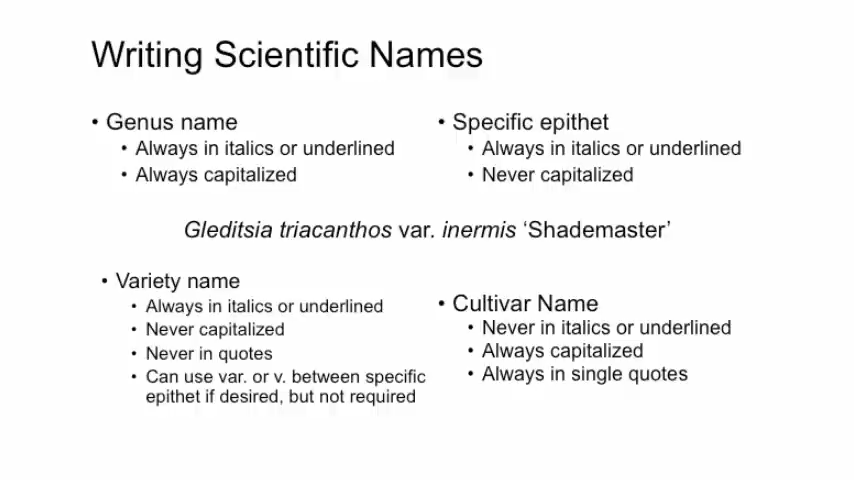 Writing Scientific Names
• Genus name
• Always in italics or underlined
• Always capitalized
• Specific epithet
• Always in italics or underlined
• Never capitalized
Gleditsia triacanthos var. inermis ‘Shademaster’
• Variety name
• Always in italics or underlined
• Never capitalized
• Never in quotes
• Can use var. or v. between specific
epithet if desired, but not required
• Cultivar Name
• Never in italics or underlined
• Always capitalized
• Always in single quotes